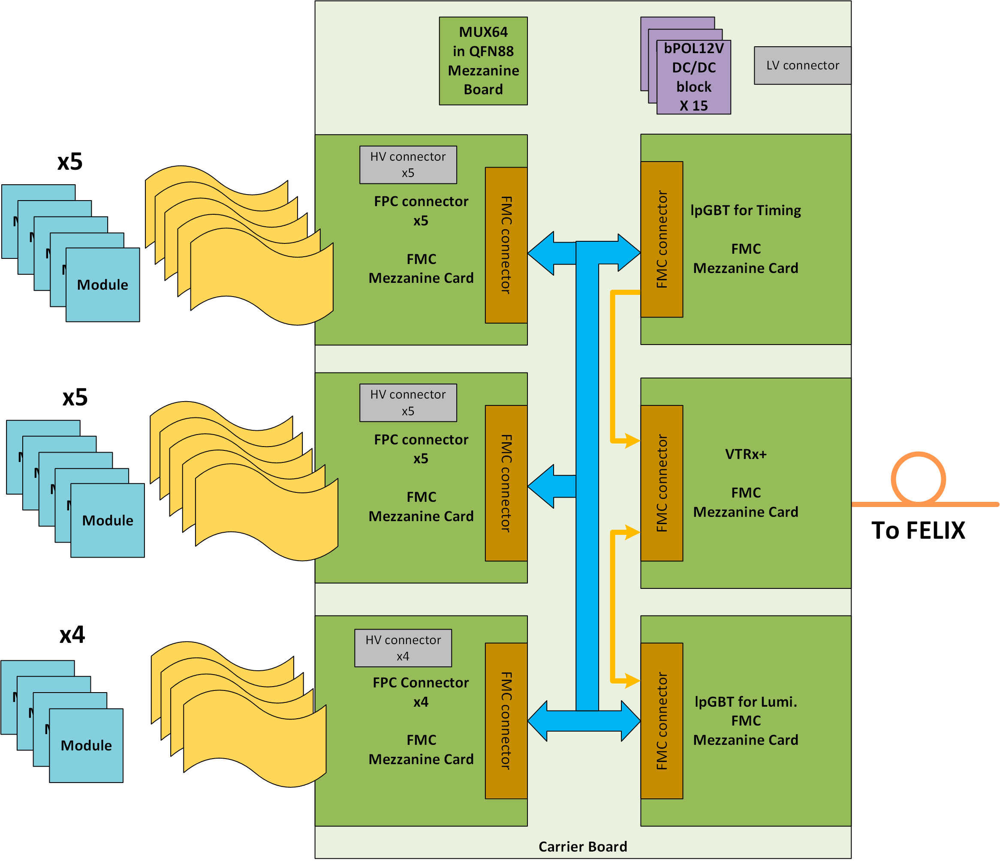 MUX64
in QFN88
Mezzanine
Board
bPOL12V
DC/DC
block
X 15
LV connector
x5
Module
HV connector
x5
FPC connector
x5
FMC
Mezzanine Card
FMC connector
FMC connector
lpGBT for Timing
FMC
Mezzanine Card
x5
Module
HV connector
x5
FPC connector
x5
FMC
Mezzanine Card
FMC connector
FMC connector
VTRx+
FMC
Mezzanine Card
To FELIX
x4
Module
HV connector
x4
FPC Connector
x4
FMC
Mezzanine Card
FMC connector
FMC connector
lpGBT for Lumi.
FMC
Mezzanine Card
Carrier Board